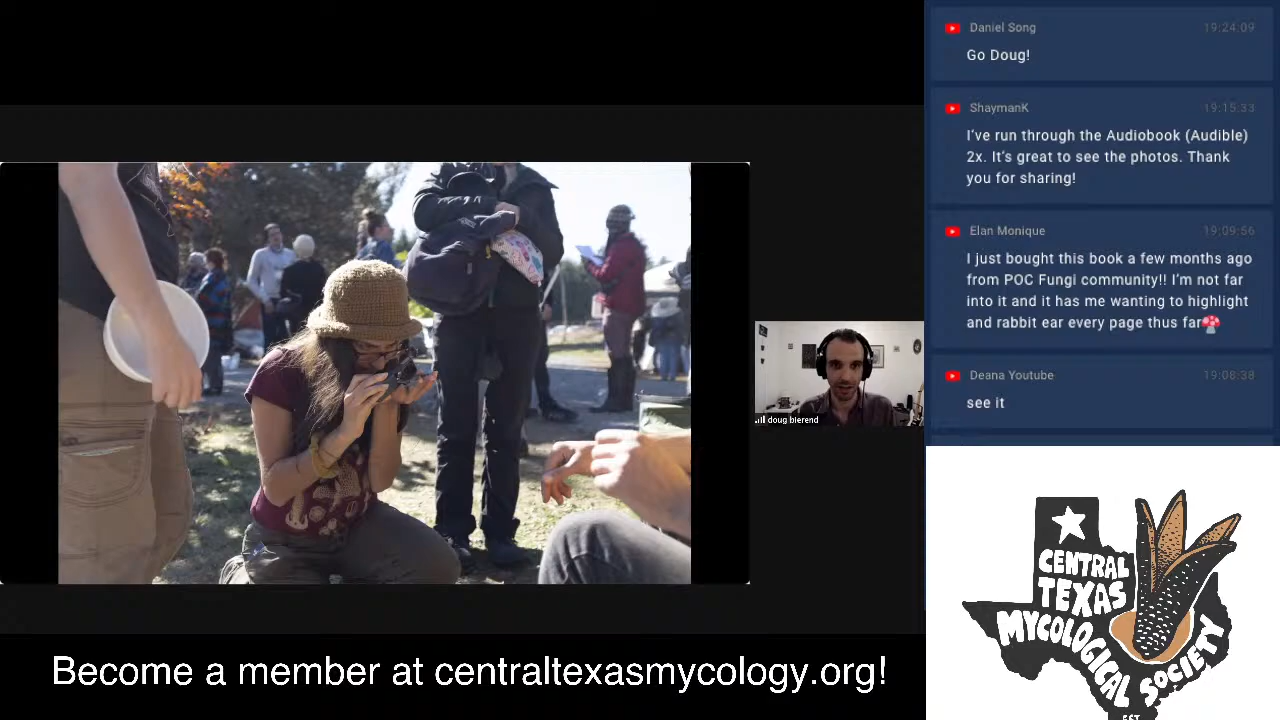 Daniel Song 19:24:09
Go Doug!
ShaymanK 19:15:33
I've run through the Audiobook (Audible)
2x. It's great to see the photos. Thank
you for sharing!
Elan Monique 19:09:56
I just bought this book a few months ago
from POC Fungi community!! I'm not far
into it and it has me wanting to highlight
and rabbit ear every page thus far
Deana Youtube 19:08:38
see it
doug bierend
CENTRAL
TEXAS
MYCOLOGICAL
SOCIETY
EST
Become a member at centraltexasmycology.org!